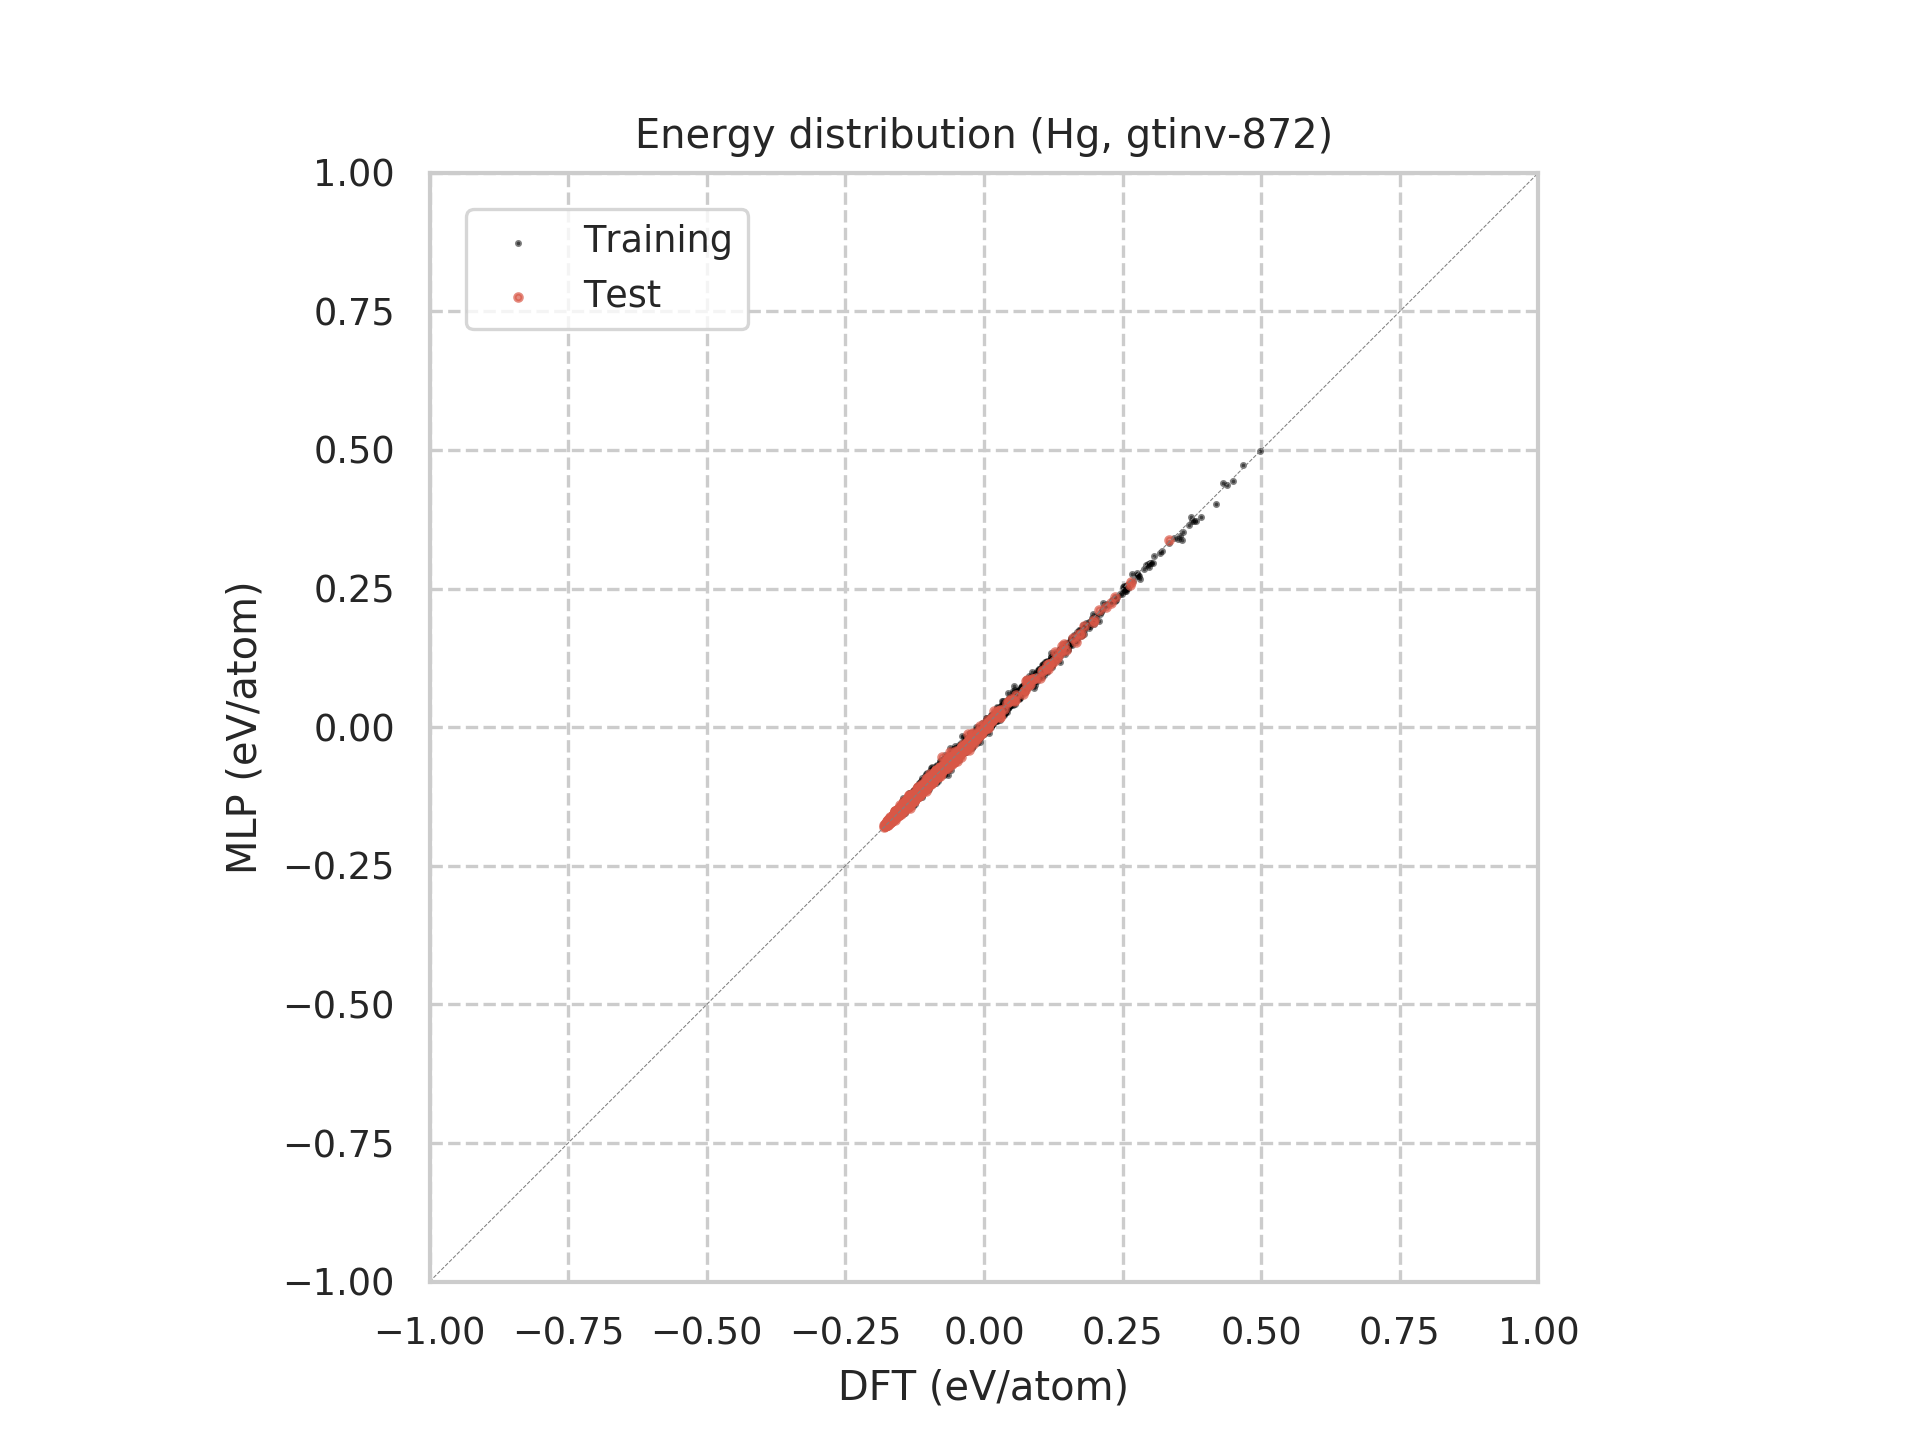 Energy distribution (Hg, gtinv-872)
1.00
0.75
0.50
0.25
0.00
−0.25
−0.50
−0.75
−1.00
MLP (eV/atom)
Training
Test
−1.00 −0.75 −0.50 −0.25 0.00 0.25 0.50 0.75 1.00
DFT (eV/atom)